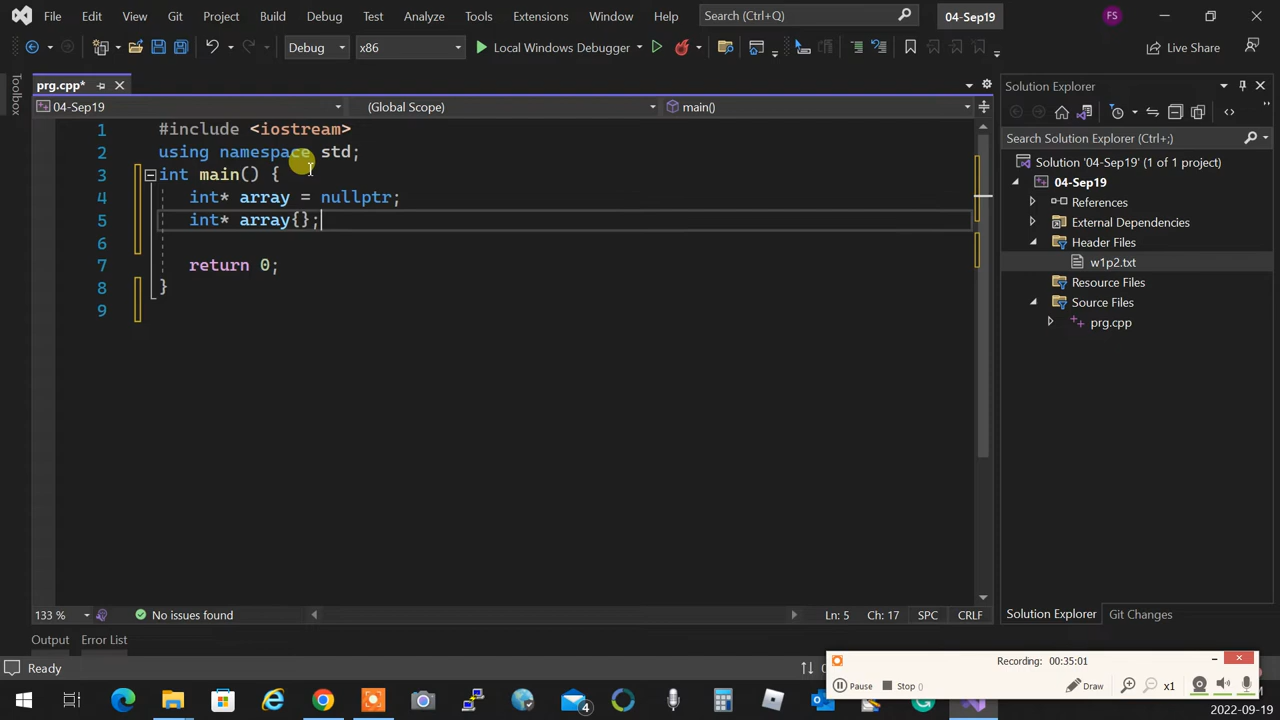 File Edit View Git Project Build Debug Test Analyze Tools Extensions Window Help Search (Ctrl+Q) 04-Sep19 FS
Debug x86 Local Windows Debugger Live Share
Toolbox
prg.cpp*
04-Sep19 (Global Scope) main()
1 #include <iostream>
2 using namespace std;
3 int main() {
4 int* array = nullptr;
5 int* array{};
6
7 return 0;
8 }
9
133 % No issues found Ln: 5 Ch: 17 SPC CRLF
Solution Explorer
Search Solution Explorer (Ctrl+;)
Solution '04-Sep19' (1 of 1 project)
04-Sep19
References
External Dependencies
Header Files
w1p2.txt
Resource Files
Source Files
prg.cpp
Solution Explorer Git Changes
Output Error List
Ready
Recording: 00:35:01
Pause Stop () Draw x1
4
2022-09-19